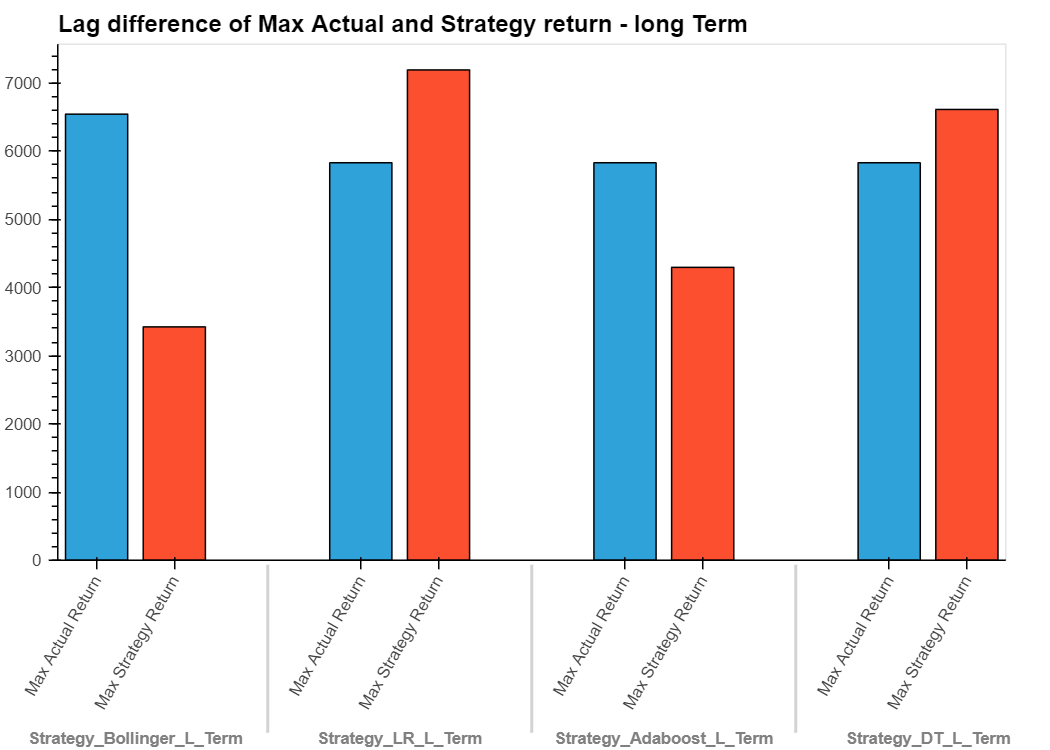 Lag difference of Max Actual and Strategy return - long Term
7000
6000
5000
4000
3000
2000
1000
0
Max Actual Return
Max Strategy Return
Max Actual Return
Max Strategy Return
Max Actual Return
Max Strategy Return
Max Actual Return
Max Strategy Return
Strategy_Bollinger_L_Term
Strategy_LR_L_Term
Strategy_Adaboost_L_Term
Strategy_DT_L_Term